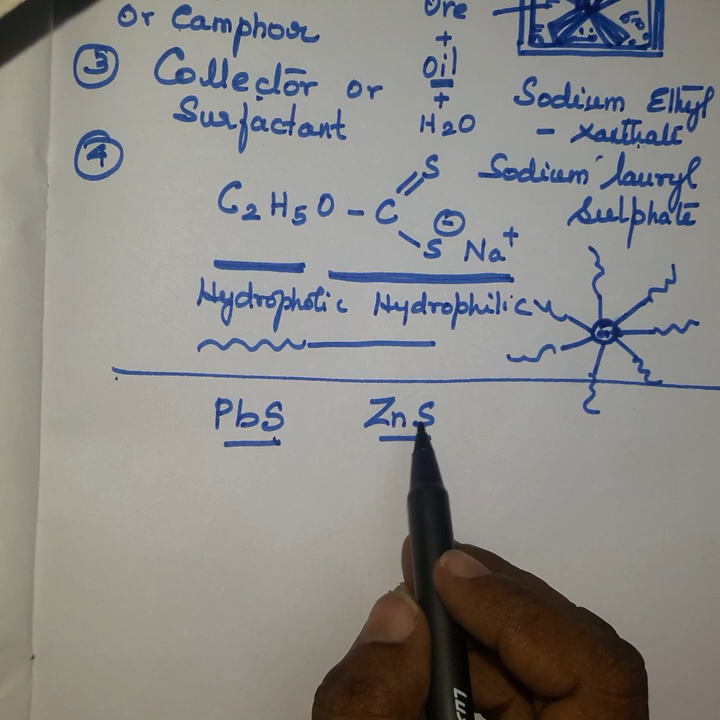 or Camphor
③ Collector or
Surfactant
Ore
+
Oil
+
H2O
Sodium Ethyl
- xanthate
Sodium lauryl
Sulphate
④
C2H5O-C
S
S⊖ Na+
Hydrophobic Hydrophilic
PbS ZnS